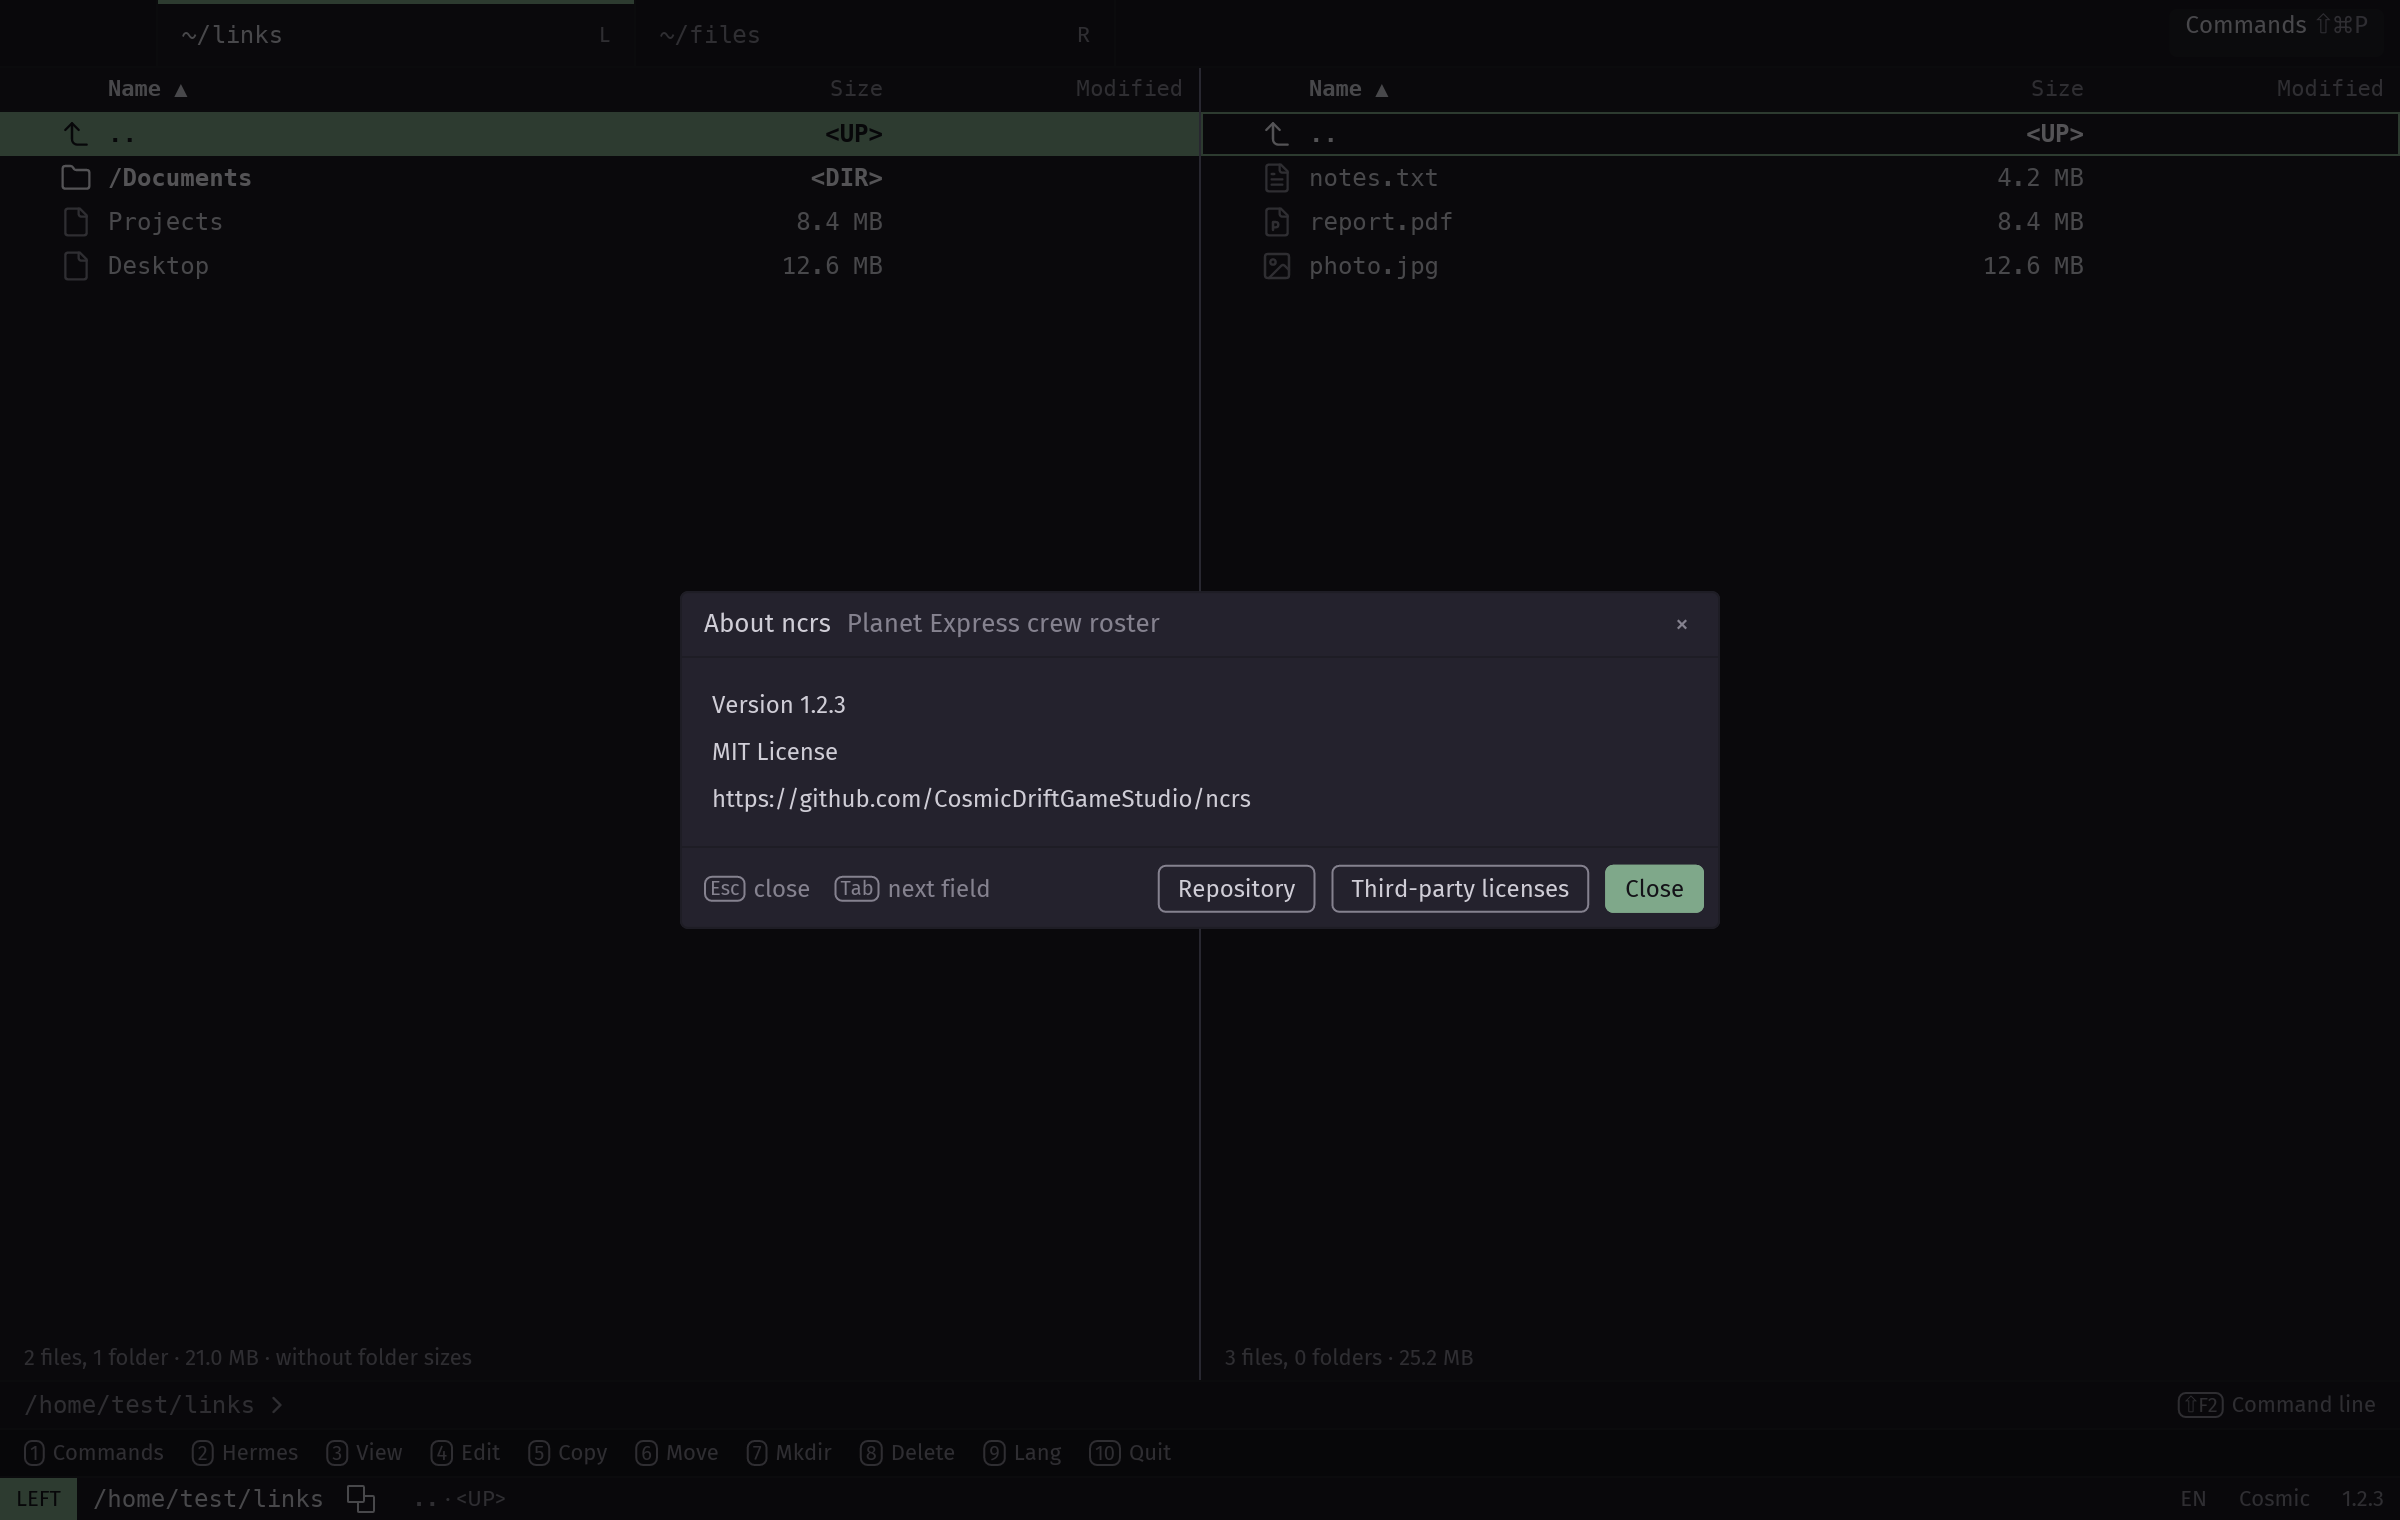 ~/links L ~/files R Commands ⇧⌘P
Name ▲ Size Modified Name ▲ Size Modified
.. <UP> .. <UP>
/Documents <DIR> notes.txt 4.2 MB
Projects 8.4 MB report.pdf 8.4 MB
Desktop 12.6 MB photo.jpg 12.6 MB
About ncrs Planet Express crew roster ×
Version 1.2.3
MIT License
https://github.com/CosmicDriftGameStudio/ncrs
Esc close Tab next field Repository Third-party licenses Close
2 files, 1 folder · 21.0 MB · without folder sizes 3 files, 0 folders · 25.2 MB
/home/test/links > ⇧F2 Command line
1 Commands 2 Hermes 3 View 4 Edit 5 Copy 6 Move 7 Mkdir 8 Delete 9 Lang 10 Quit
LEFT /home/test/links .. · <UP> EN Cosmic 1.2.3